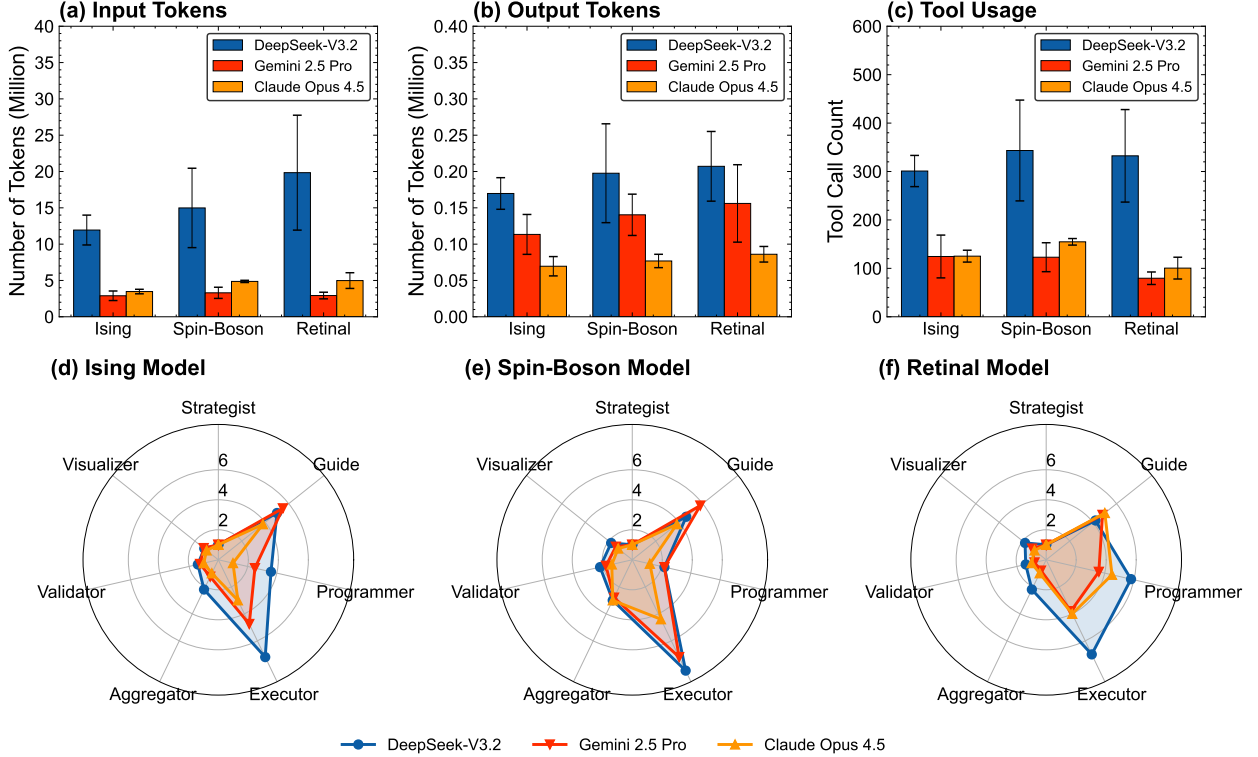 (a) Input Tokens
Number of Tokens (Million)
40
35
30
25
20
15
10
5
0
Ising Spin-Boson Retinal
DeepSeek-V3.2
Gemini 2.5 Pro
Claude Opus 4.5
(b) Output Tokens
Number of Tokens (Million)
0.40
0.35
0.30
0.25
0.20
0.15
0.10
0.05
0.00
Ising Spin-Boson Retinal
DeepSeek-V3.2
Gemini 2.5 Pro
Claude Opus 4.5
(c) Tool Usage
Tool Call Count
600
500
400
300
200
100
0
Ising Spin-Boson Retinal
DeepSeek-V3.2
Gemini 2.5 Pro
Claude Opus 4.5
(d) Ising Model
Strategist
Visualizer
Guide
6
4
2
Validator
Programmer
Aggregator
Executor
(e) Spin-Boson Model
Strategist
Visualizer
Guide
6
4
2
Validator
Programmer
Aggregator
Executor
(f) Retinal Model
Strategist
Visualizer
Guide
6
4
2
Validator
Programmer
Aggregator
Executor
DeepSeek-V3.2 Gemini 2.5 Pro Claude Opus 4.5